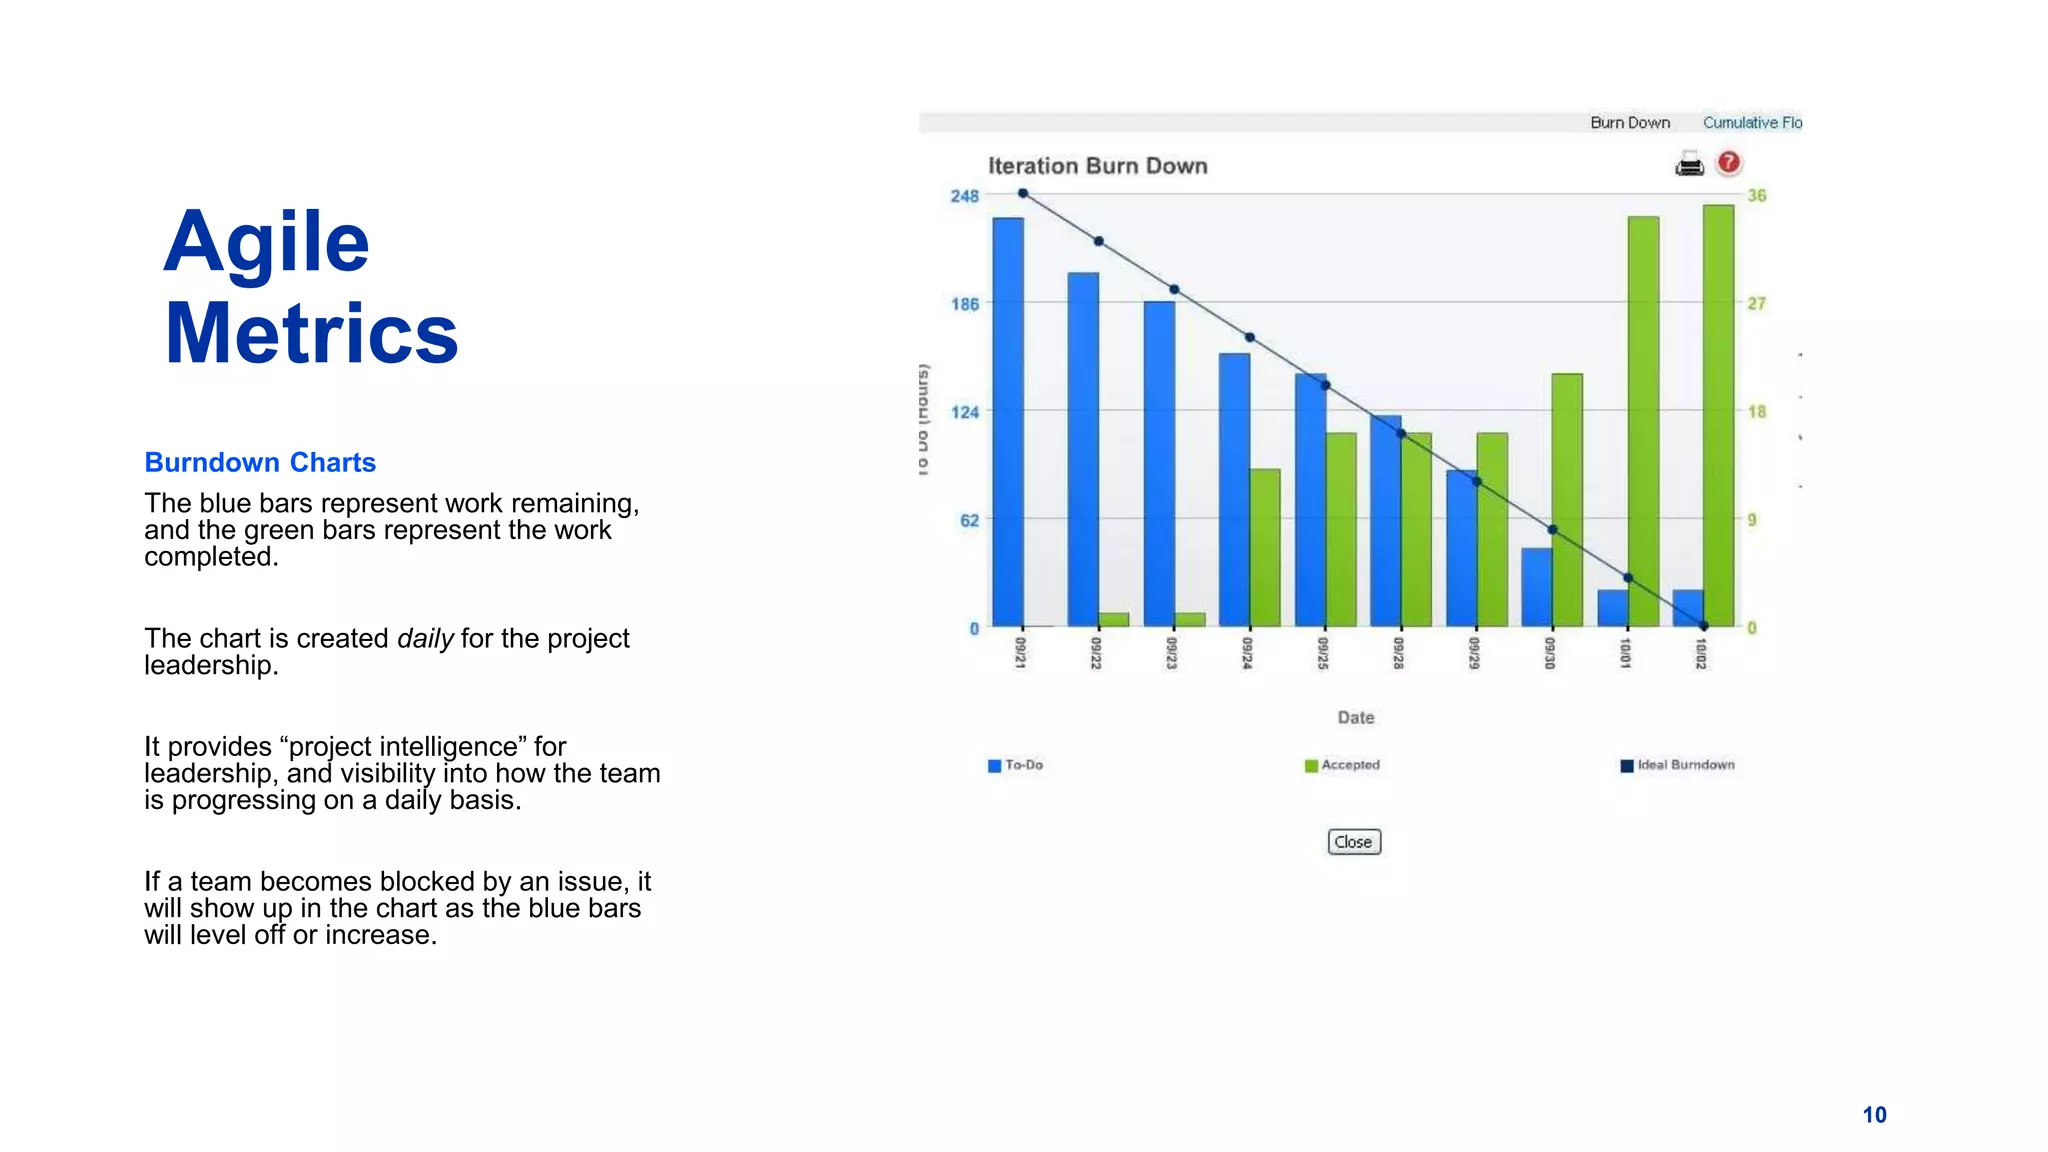 Agile
Metrics
Burndown Charts
The blue bars represent work remaining,
and the green bars represent the work
completed.
The chart is created daily for the project
leadership.
It provides “project intelligence” for
leadership, and visibility into how the team
is progressing on a daily basis.
If a team becomes blocked by an issue, it
will show up in the chart as the blue bars
will level off or increase.
Burn Down Cumulative Flo
Iteration Burn Down
?
248 36
186 27
124 18
62 9
0 0
To Do (Hours)
09/21 09/22 09/23 09/24 09/25 09/28 09/29 09/30 10/01 10/02
Date
To-Do Accepted Ideal Burndown
Close
10